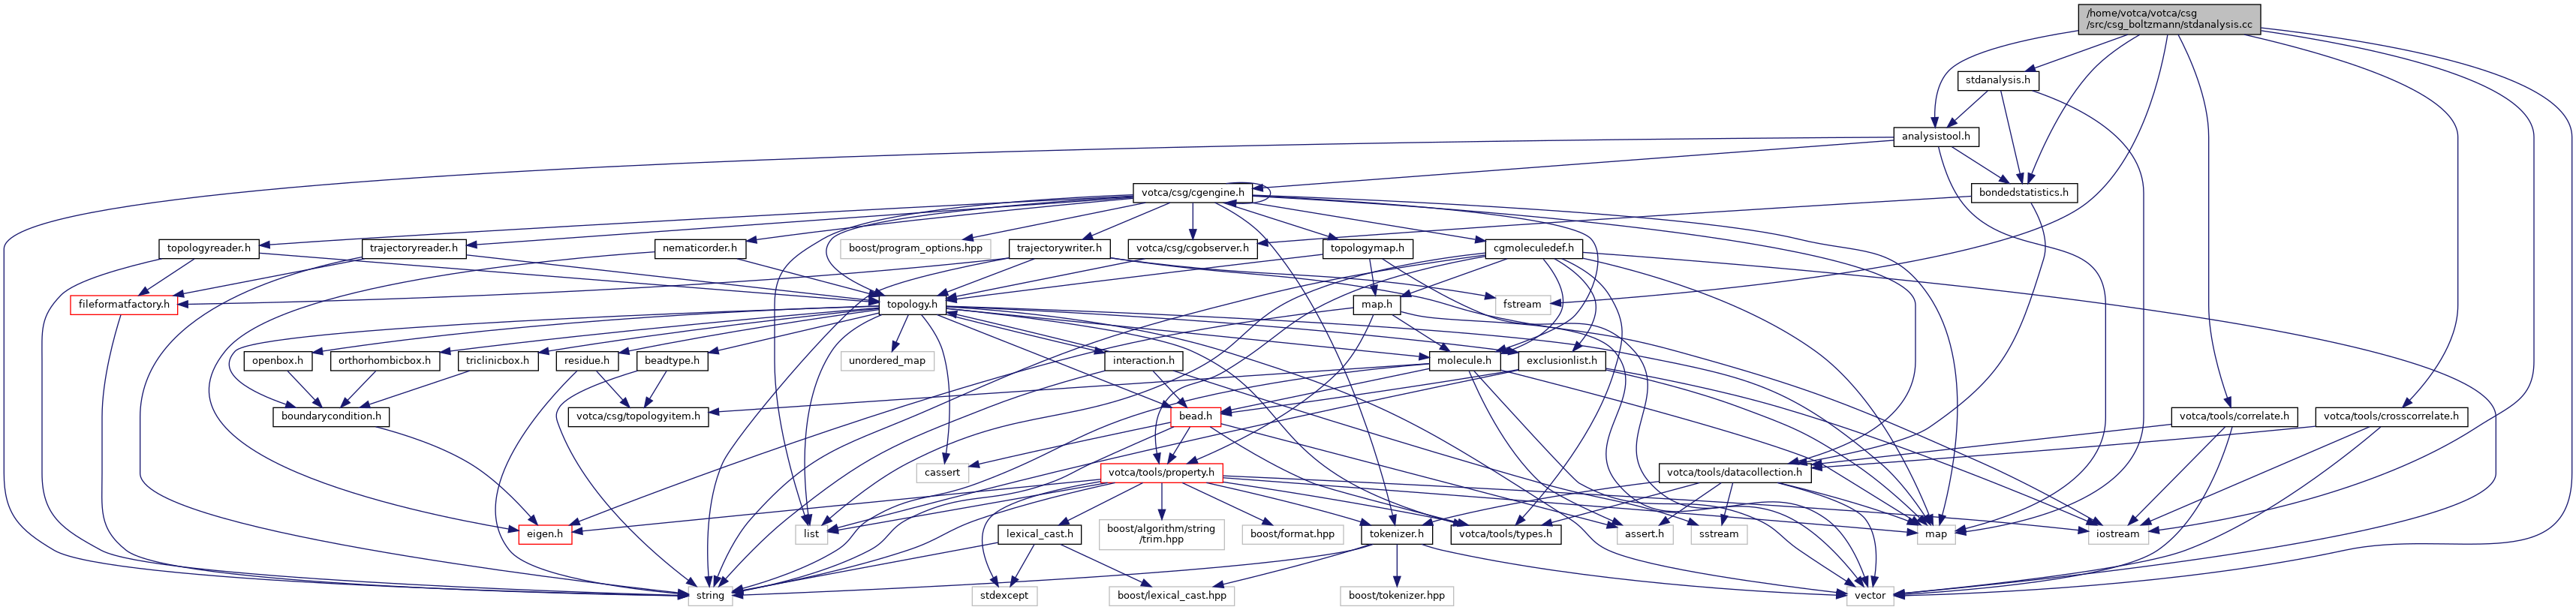 /home/votca/votca/csg
/src/csg_boltzmann/stdanalysis.cc
stdanalysis.h
analysistool.h
votca/csg/cgengine.h
bondedstatistics.h
topologyreader.h
trajectoryreader.h
nematicorder.h
boost/program_options.hpp
trajectorywriter.h
votca/csg/cgobserver.h
topologymap.h
cgmoleculedef.h
fileformatfactory.h
topology.h
map.h
fstream
openbox.h
orthorhombicbox.h
triclinicbox.h
residue.h
beadtype.h
unordered_map
interaction.h
molecule.h
exclusionlist.h
boundarycondition.h
votca/csg/topologyitem.h
bead.h
votca/tools/correlate.h
votca/tools/crosscorrelate.h
cassert
votca/tools/property.h
votca/tools/datacollection.h
eigen.h
list
lexical_cast.h
boost/algorithm/string
/trim.hpp
boost/format.hpp
tokenizer.h
votca/tools/types.h
assert.h
sstream
map
iostream
string
stdexcept
boost/lexical_cast.hpp
boost/tokenizer.hpp
vector